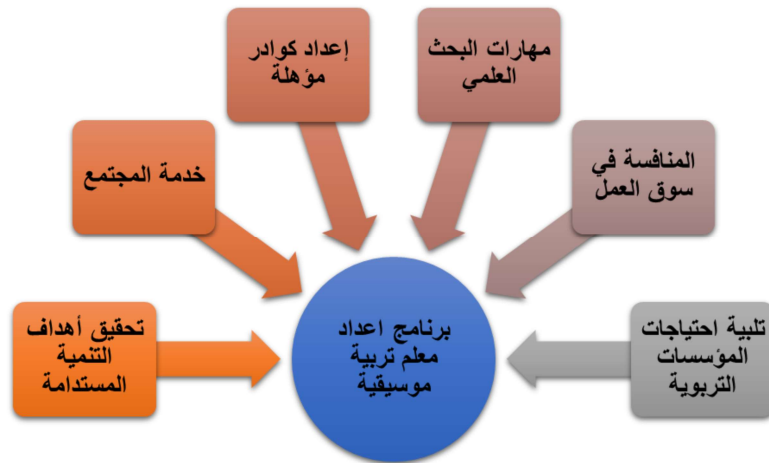 إعداد كوادر
مؤهلة
مهارات البحث
العلمي
خدمة المجتمع
المنافسة في
سوق العمل
تحقيق أهداف
التنمية
المستدامة
برنامج اعداد
معلم تربية
موسيقية
تلبية احتياجات
المؤسسات
التربوية